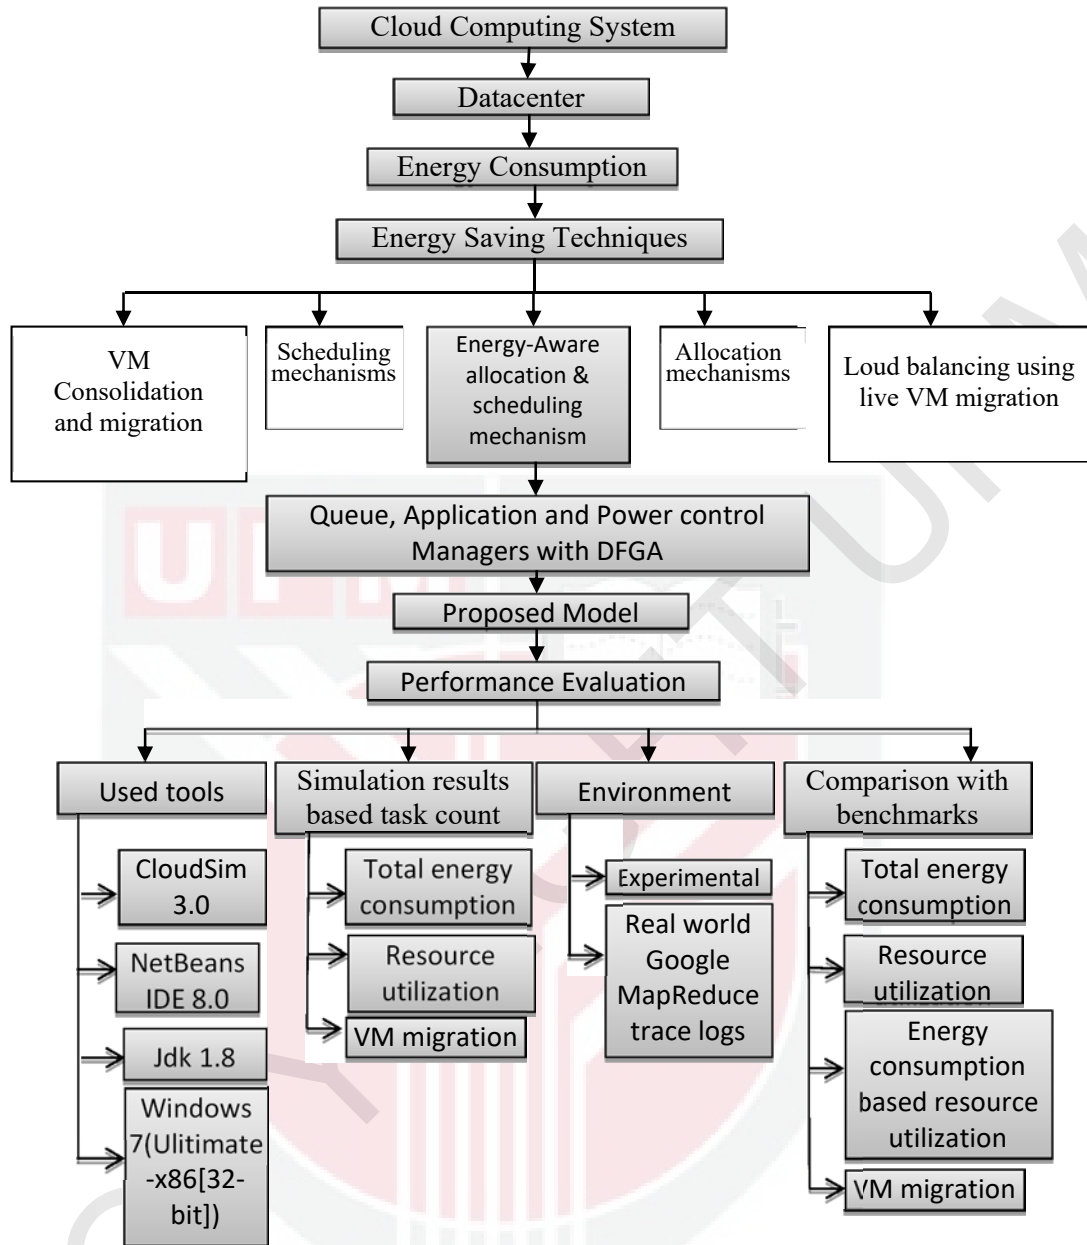 Cloud Computing System
Datacenter
Energy Consumption
Energy Saving Techniques
VM
Consolidation
and migration
Scheduling
mechanisms
Energy-Aware
allocation &
scheduling
mechanism
Allocation
mechanisms
Loud balancing using
live VM migration
Queue, Application and Power control
Managers with DFGA
Proposed Model
Performance Evaluation
Used tools
CloudSim
3.0
NetBeans
IDE 8.0
Jdk 1.8
Windows
7(Ulitimate
-x86[32-
bit])
Simulation results
based task count
Total energy
consumption
Resource
utilization
VM migration
Environment
Experimental
Real world
Google
MapReduce
trace logs
Comparison with
benchmarks
Total energy
consumption
Resource
utilization
Energy
consumption
based resource
utilization
VM migration
UPM